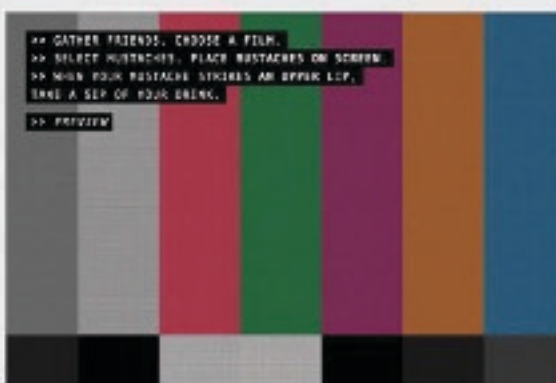 >> GATHER FRIENDS. CHOOSE A FILM.
>> SELECT MUSTACHES. PLACE MUSTACHES ON SCREEN.
>> WHEN YOUR MUSTACHE STRIKES AN UPPER LIP,
TAKE A SIP OF YOUR DRINK.
>> PREVIEW